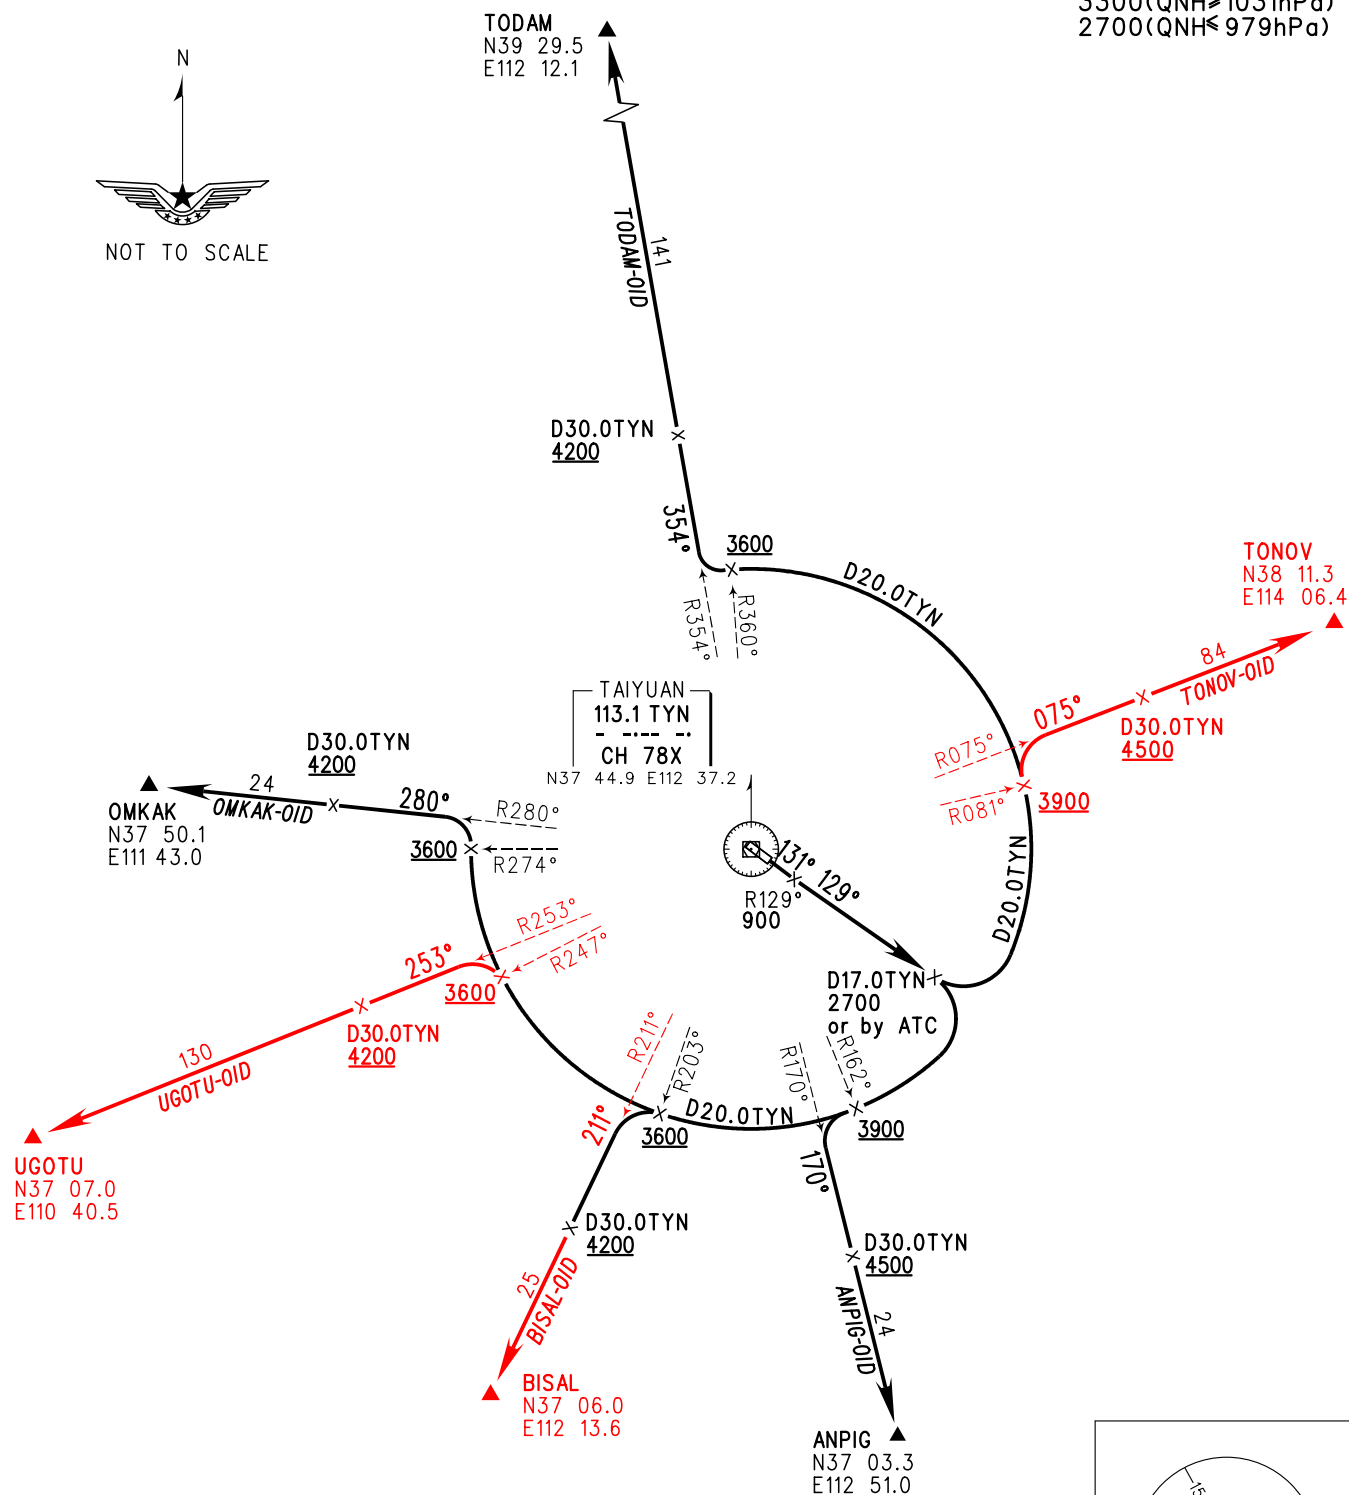 3300(QNH≥1031hPa)
2700(QNH≤979hPa)
TODAM
N39 29.5
E112 12.1
N
NOT TO SCALE
141
TODAM-01D
D30.0TYN
4200
354°
3600
D20.0TYN
R354°
R360°
TONOV
N38 11.3
E114 06.4
84
TONOV-01D
075°
D30.0TYN
4500
R075°
R081°
3900
TAIYUAN
113.1 TYN
CH 78X
N37 44.9 E112 37.2
D30.0TYN
4200
24
OMKAK-01D
280°
R280°
OMKAK
N37 50.1
E111 43.0
3600
R274°
131°
129°
R129°
900
D20.0TYN
R253°
253°
R247°
3600
D30.0TYN
4200
130
UGOTU-01D
D17.0TYN
2700
or by ATC
R211°
R203°
R170°
R162°
UGOTU
N37 07.0
E110 40.5
211°
3600
D20.0TYN
3900
170°
D30.0TYN
4200
D30.0TYN
4500
25
BISAL-01D
24
ANPIG-01D
BISAL
N37 06.0
E112 13.6
ANPIG
N37 03.3
E112 51.0